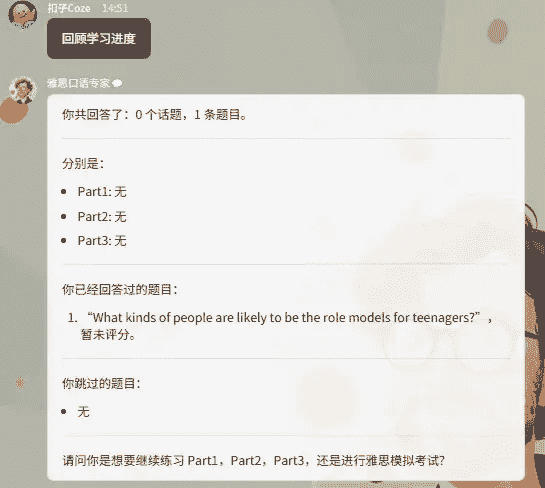 扣子Coze 14:51
回顾学习进度
雅思口语专家
你共回答了：0 个话题，1 条题目。
分别是：
Part1: 无
Part2: 无
Part3: 无
你已经回答过的题目：
1. “What kinds of people are likely to be the role models for teenagers?”，
暂未评分。
你跳过的题目：
无
请问你是想要继续练习 Part1，Part2，Part3，还是进行雅思模拟考试？